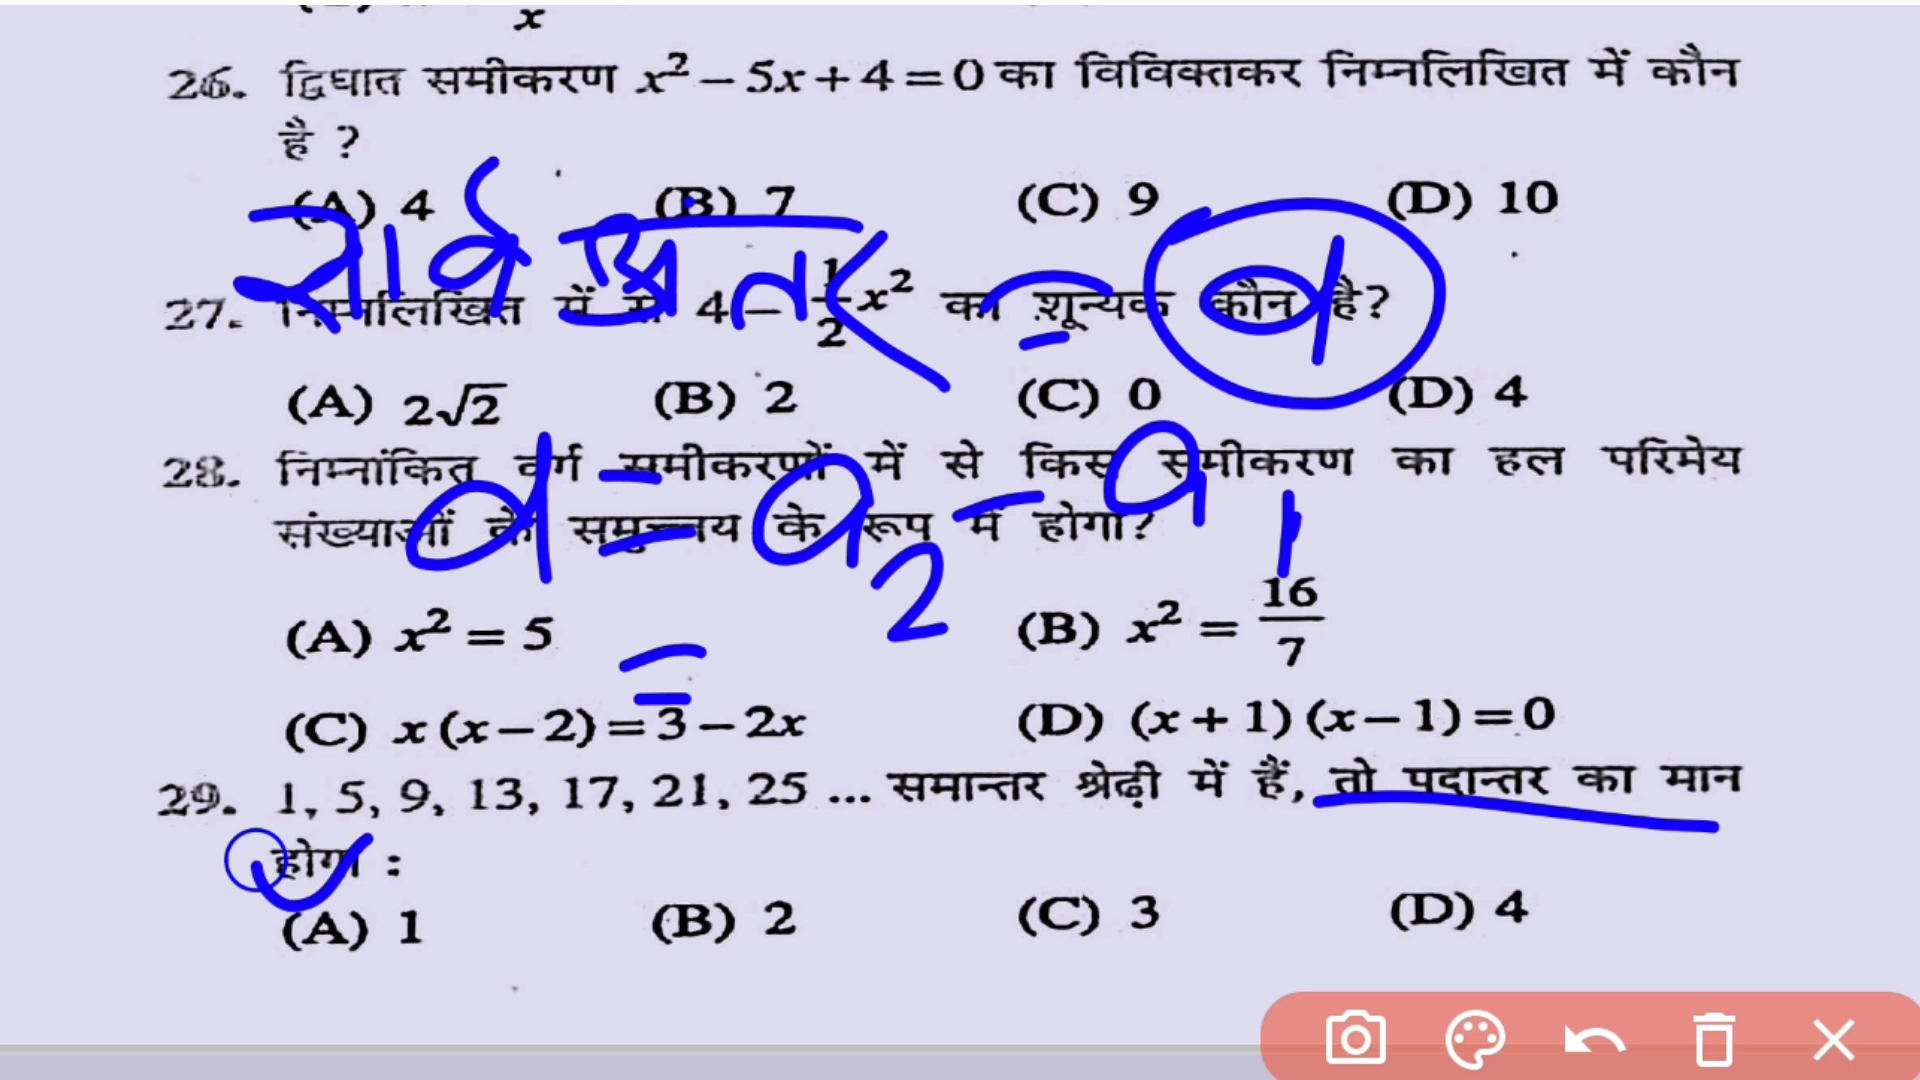 x
26. द्विघात समीकरण x² – 5x + 4 = 0 का विविक्तकर निम्नलिखित में कौन
है ?
(A) 4 (B) 7 (C) 9 (D) 10
27. निम्नलिखित में से 4 – 1/2 x² का शून्यक कौन है?
(A) 2√2 (B) 2 (C) 0 (D) 4
28. निम्नांकित वर्ग समीकरणों में से किस समीकरण का हल परिमेय
संख्याओं के समुच्चय के रूप में होगा?
(A) x² = 5 (B) x² = 16/7
(C) x (x – 2) = 3 – 2x (D) (x + 1) (x – 1) = 0
29. 1, 5, 9, 13, 17, 21, 25 ... समान्तर श्रेढ़ी में हैं, तो पदान्तर का मान
होगा :
(A) 1 (B) 2 (C) 3 (D) 4
= d
d = a2 – a1
=